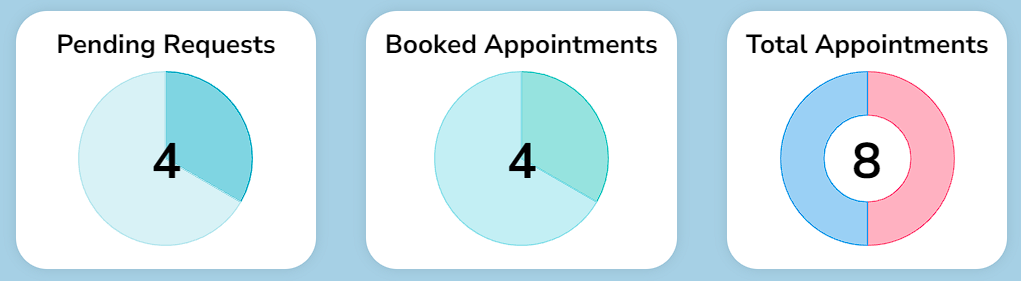 Pending Requests
4
Booked Appointments
4
Total Appointments
8